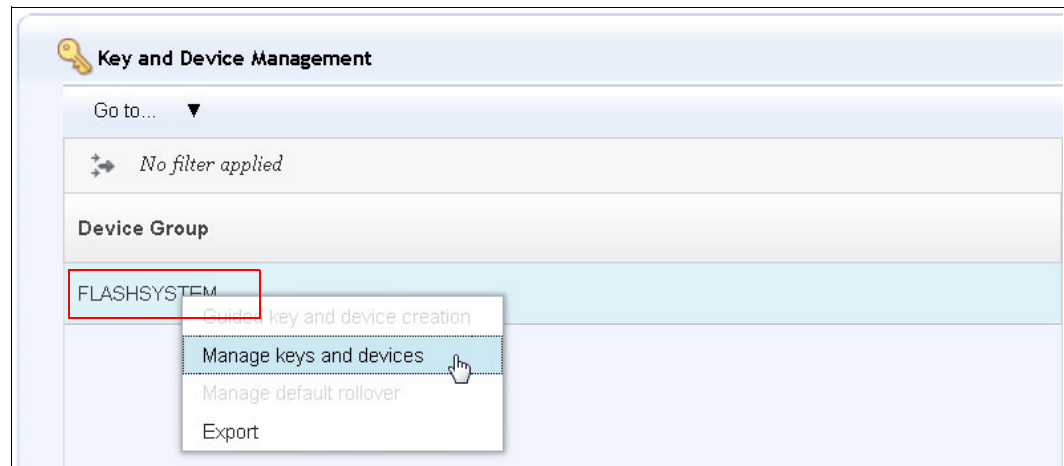 Key and Device Management
Go to... ▼
No filter applied
Device Group
FLASHSYSTEM
Guided key and device creation
Manage keys and devices
Manage default rollover
Export